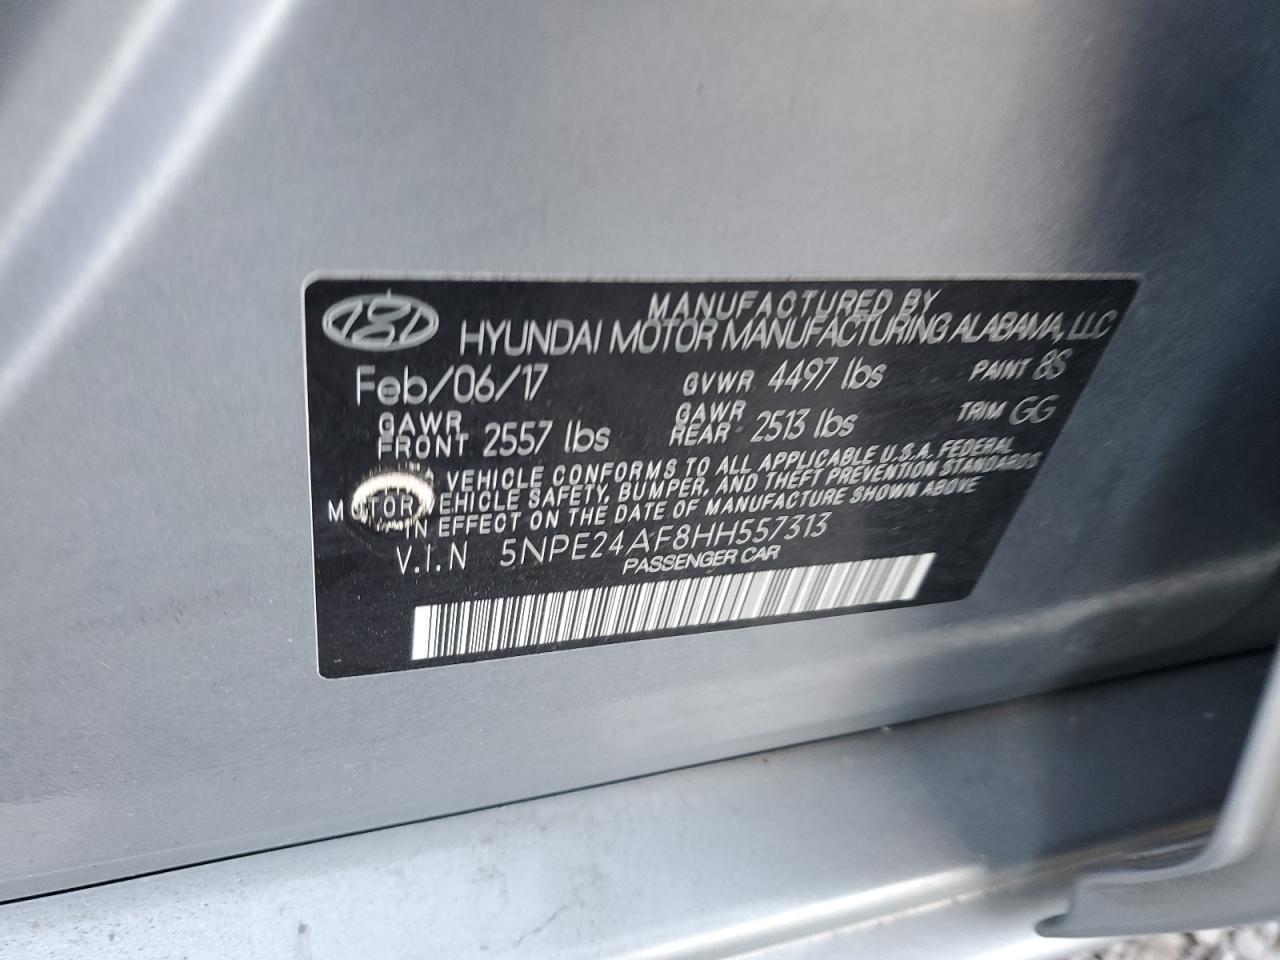 MANUFACTURED BY
HYUNDAI MOTOR MANUFACTURING ALABAMA, LLC
Feb/06/17 GVWR 4497 lbs PAINT 8S
GAWR FRONT 2557 lbs GAWR REAR 2513 lbs TRIM GG
VEHICLE CONFORMS TO ALL APPLICABLE U.S.A. FEDERAL
MOTOR VEHICLE SAFETY, BUMPER, AND THEFT PREVENTION STANDARDS
IN EFFECT ON THE DATE OF MANUFACTURE SHOWN ABOVE
V.I.N 5NPE24AF8HH557313
PASSENGER CAR